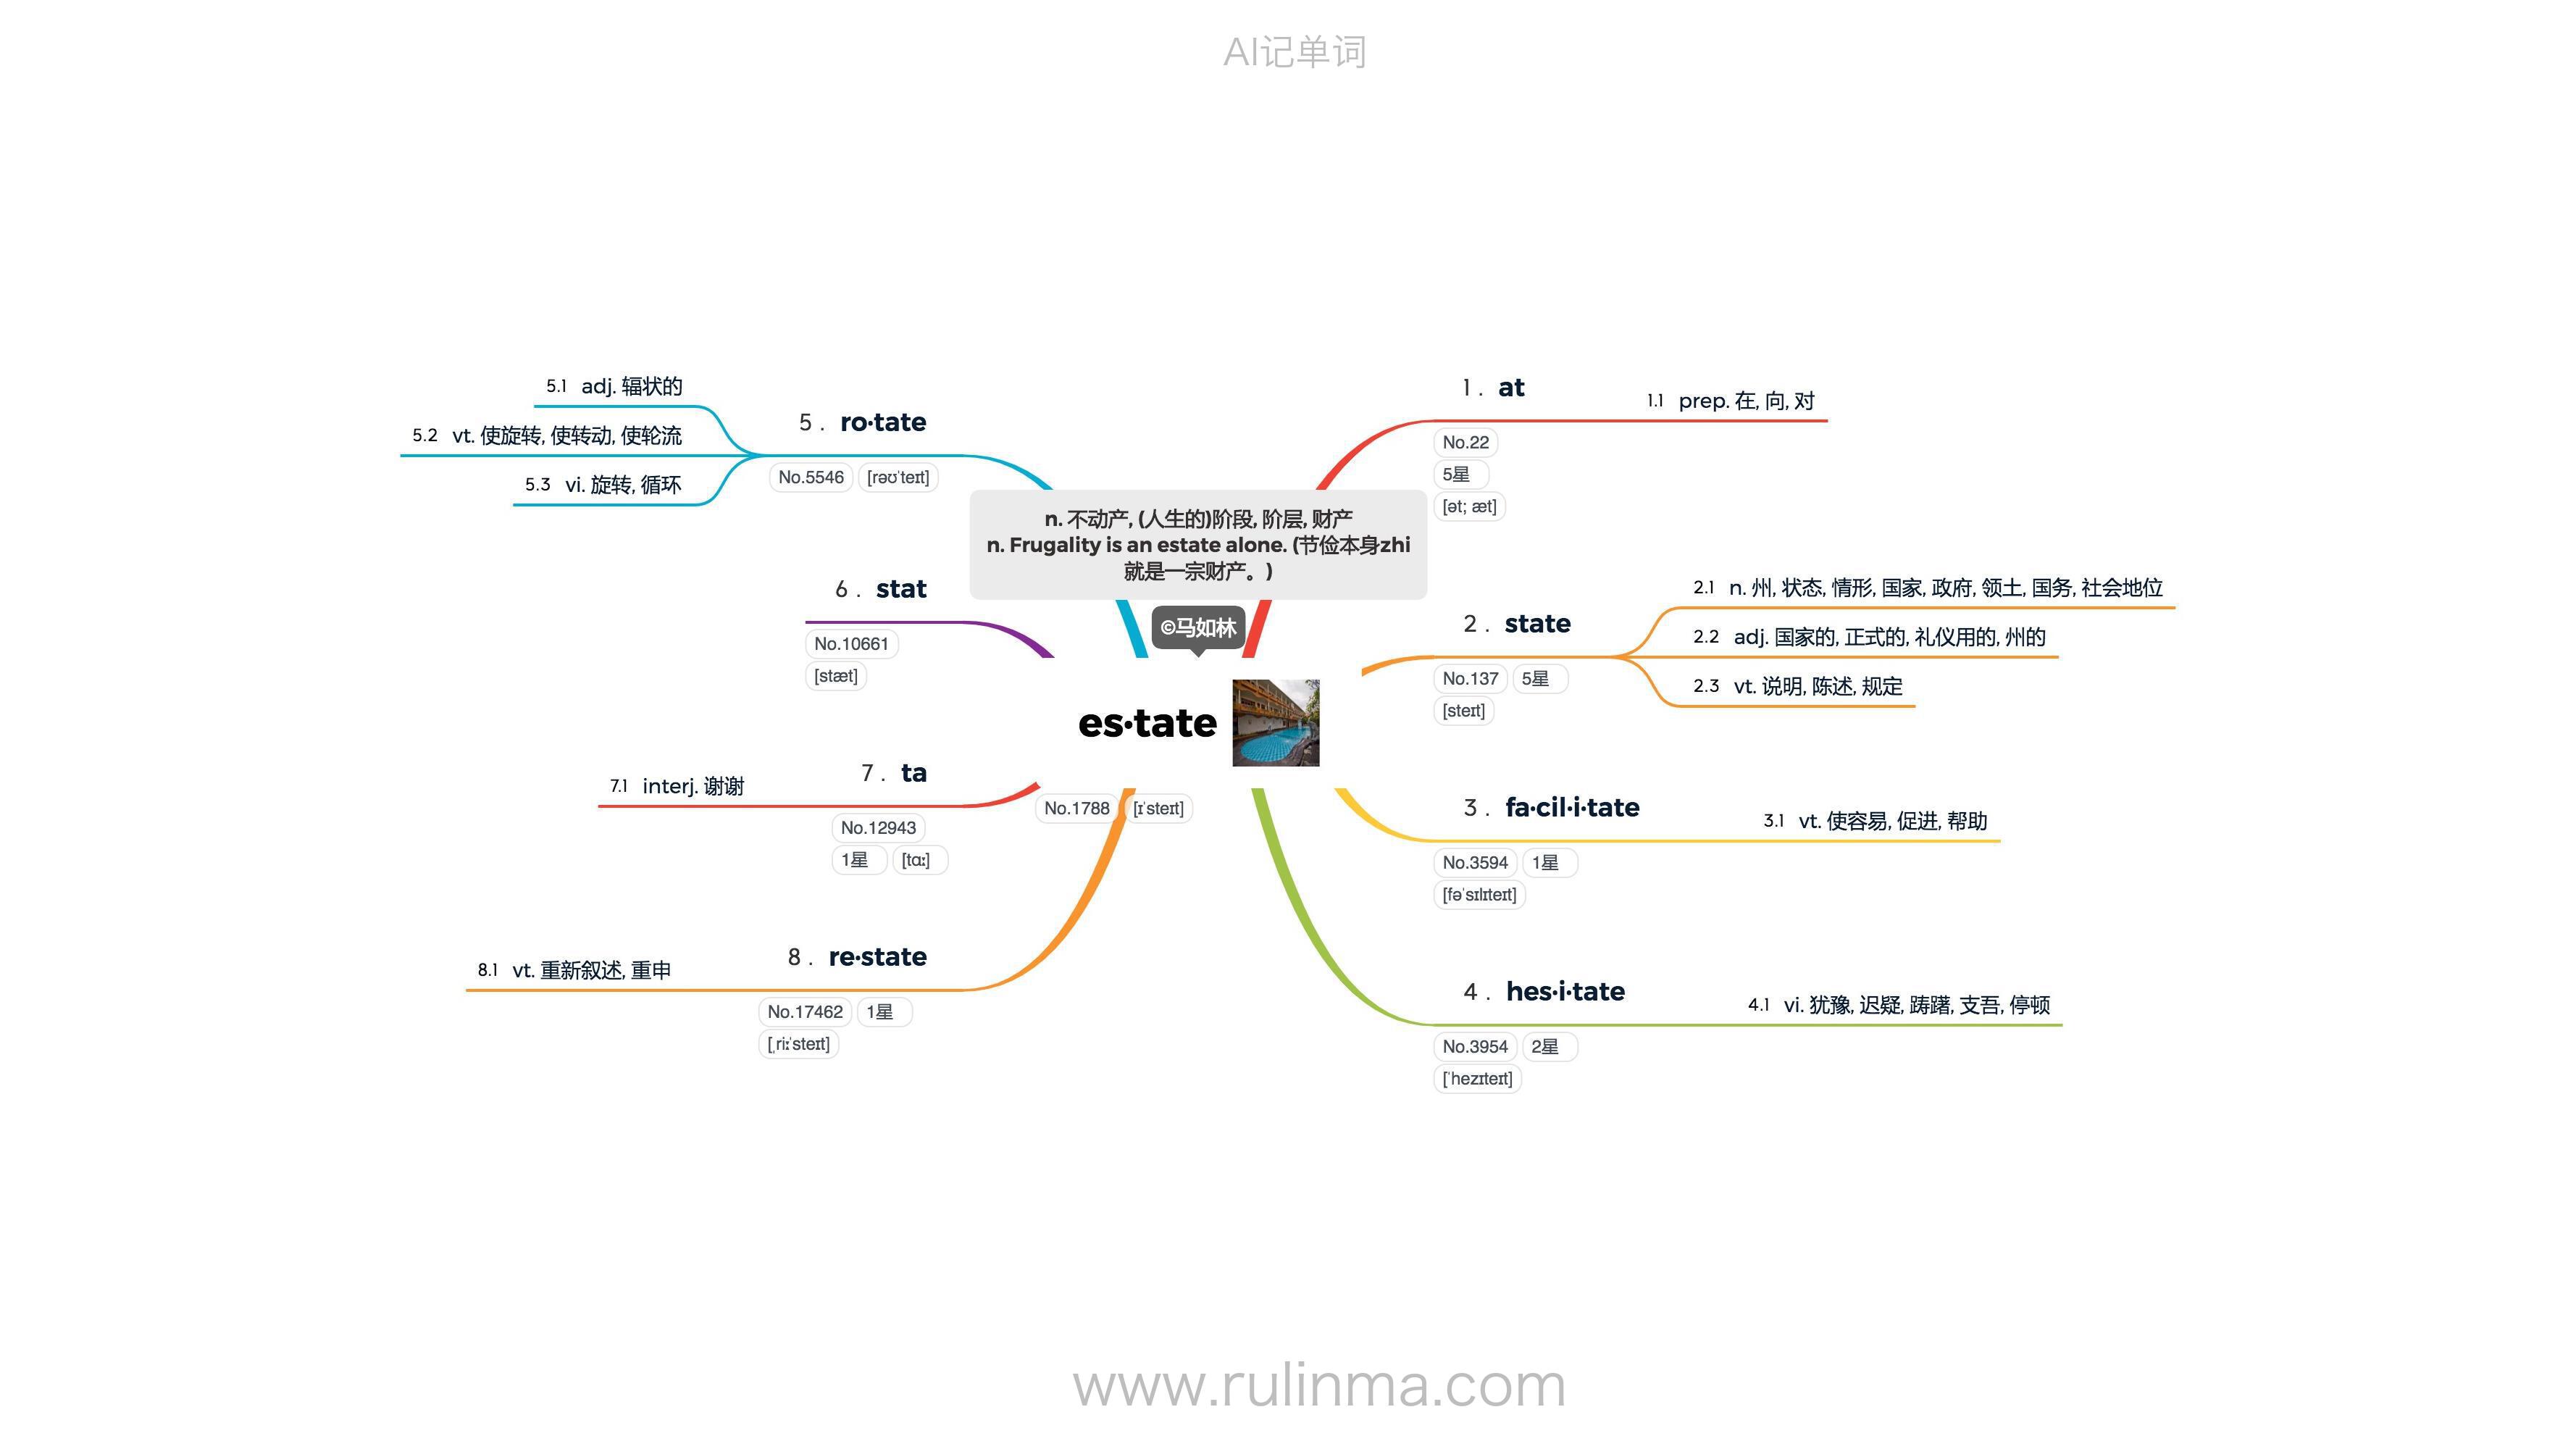 AI记单词
n. 不动产, (人生的)阶段, 阶层, 财产
n. Frugality is an estate alone. (节俭本身zhi
就是一宗财产。)
©马如林
es·tate
No.1788 [ɪˈsteɪt]
1 . at
1.1 prep. 在, 向, 对
No.22
5星
[ət; æt]
2 . state
2.1 n. 州, 状态, 情形, 国家, 政府, 领土, 国务, 社会地位
2.2 adj. 国家的, 正式的, 礼仪用的, 州的
2.3 vt. 说明, 陈述, 规定
No.137 5星
[steɪt]
3 . fa·cil·i·tate
3.1 vt. 使容易, 促进, 帮助
No.3594 1星
[fəˈsɪlɪteɪt]
4 . hes·i·tate
4.1 vi. 犹豫, 迟疑, 踌躇, 支吾, 停顿
No.3954 2星
[ˈhezɪteɪt]
5 . ro·tate
5.1 adj. 辐状的
5.2 vt. 使旋转, 使转动, 使轮流
5.3 vi. 旋转, 循环
No.5546 [rəʊˈteɪt]
6 . stat
No.10661
[stæt]
7 . ta
7.1 interj. 谢谢
No.12943
1星 [tɑː]
8 . re·state
8.1 vt. 重新叙述, 重申
No.17462 1星
[ˌriːˈsteɪt]
www.rulinma.com